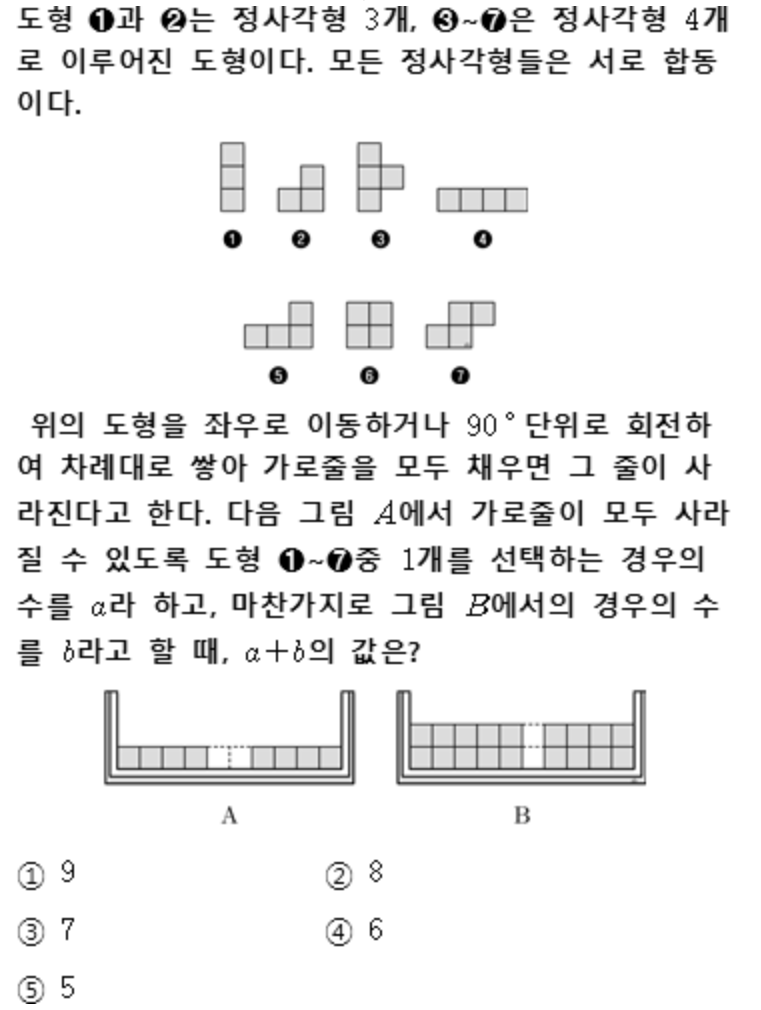 도형 ❶과 ❷는 정사각형 3개, ❸~❼은 정사각형 4개
로 이루어진 도형이다. 모든 정사각형들은 서로 합동
이다.
❶ ❷ ❸ ❹
❺ ❻ ❼
위의 도형을 좌우로 이동하거나 90°단위로 회전하
여 차례대로 쌓아 가로줄을 모두 채우면 그 줄이 사
라진다고 한다. 다음 그림 A에서 가로줄이 모두 사라
질 수 있도록 도형 ❶~❼중 1개를 선택하는 경우의
수를 a라 하고, 마찬가지로 그림 B에서의 경우의 수
를 b라고 할 때, a+b의 값은?
A B
① 9 ② 8
③ 7 ④ 6
⑤ 5